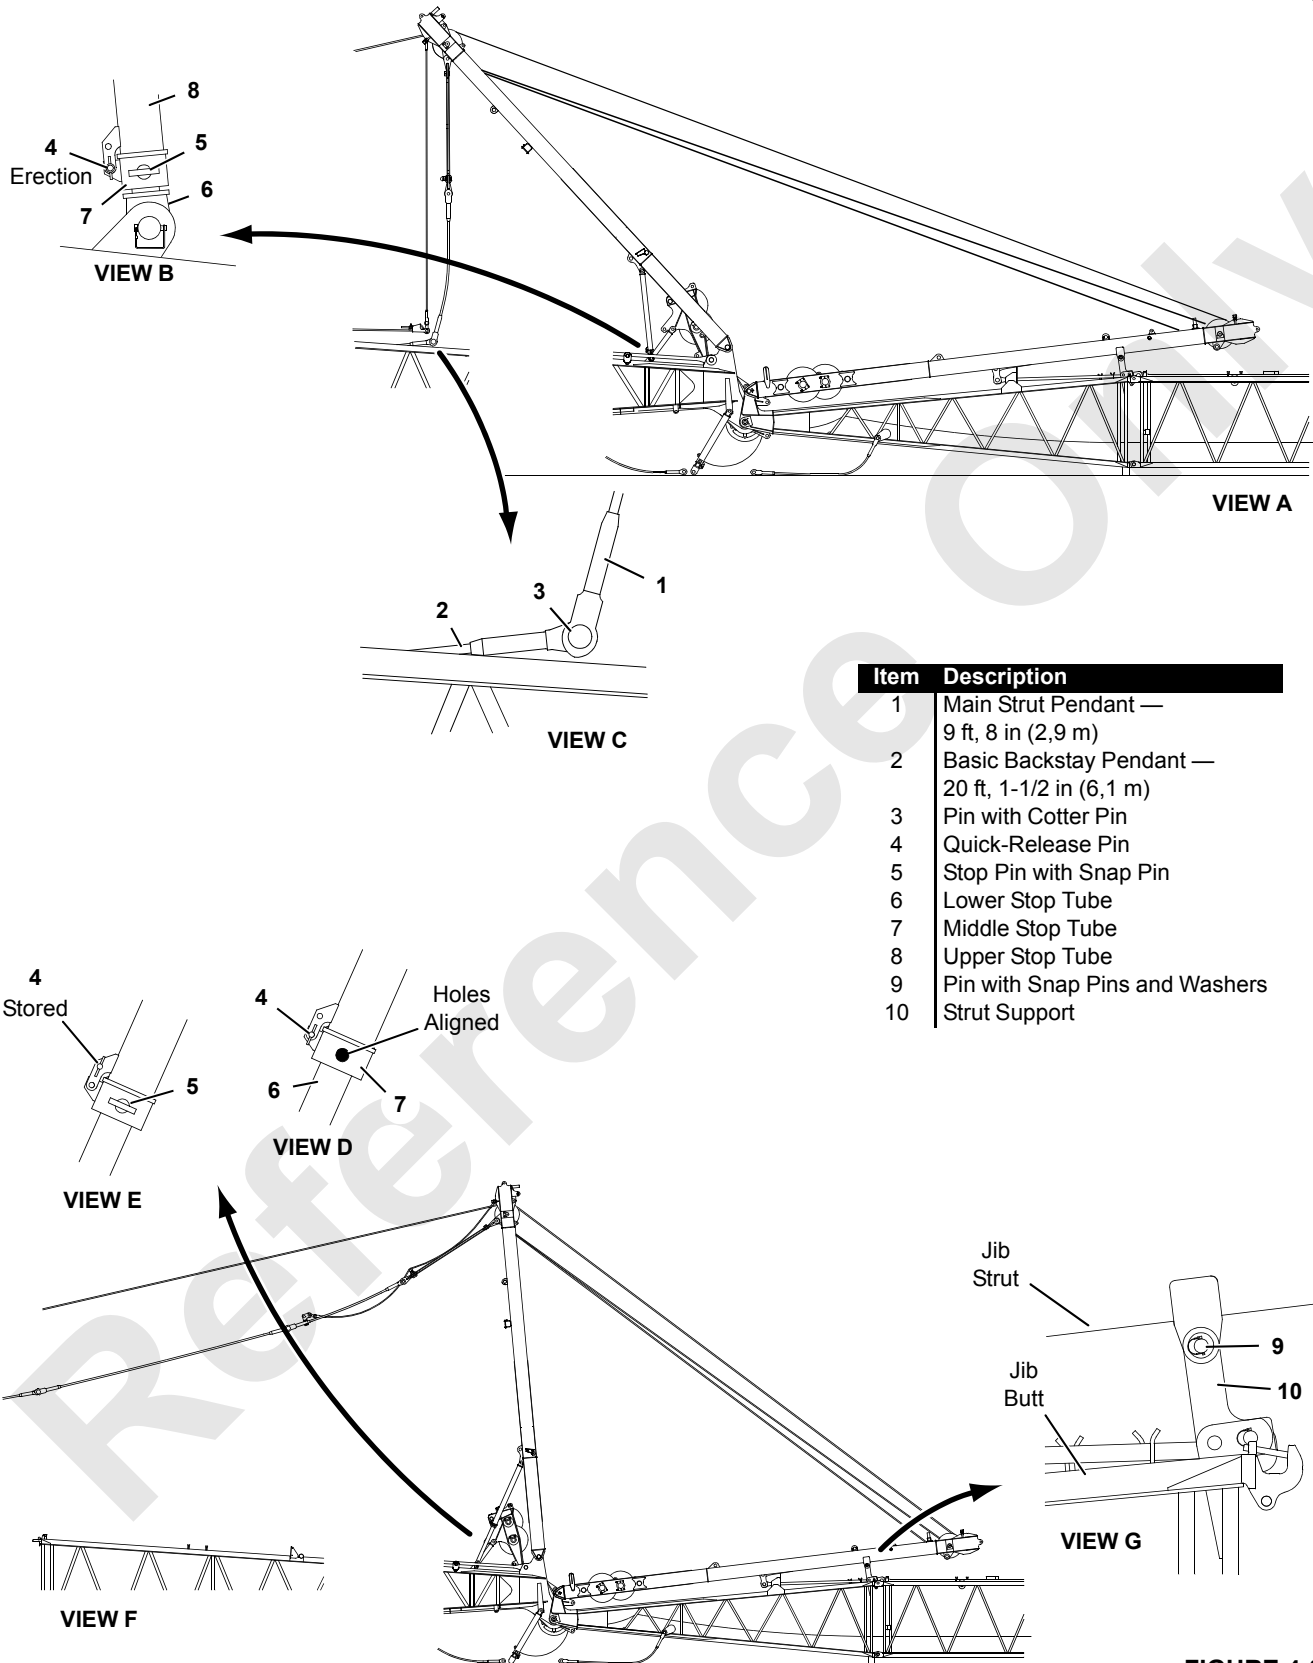 8
4
Erection
5
6
7
VIEW B
VIEW A
1
3
2
VIEW C
Item Description
1 Main Strut Pendant —
9 ft, 8 in (2,9 m)
2 Basic Backstay Pendant —
20 ft, 1-1/2 in (6,1 m)
3 Pin with Cotter Pin
4 Quick-Release Pin
5 Stop Pin with Snap Pin
6 Lower Stop Tube
7 Middle Stop Tube
8 Upper Stop Tube
9 Pin with Snap Pins and Washers
10 Strut Support
4
Stored
5
VIEW E
4
Holes
Aligned
6
7
VIEW D
Jib
Strut
9
Jib
Butt
10
VIEW G
VIEW F
Reference Only